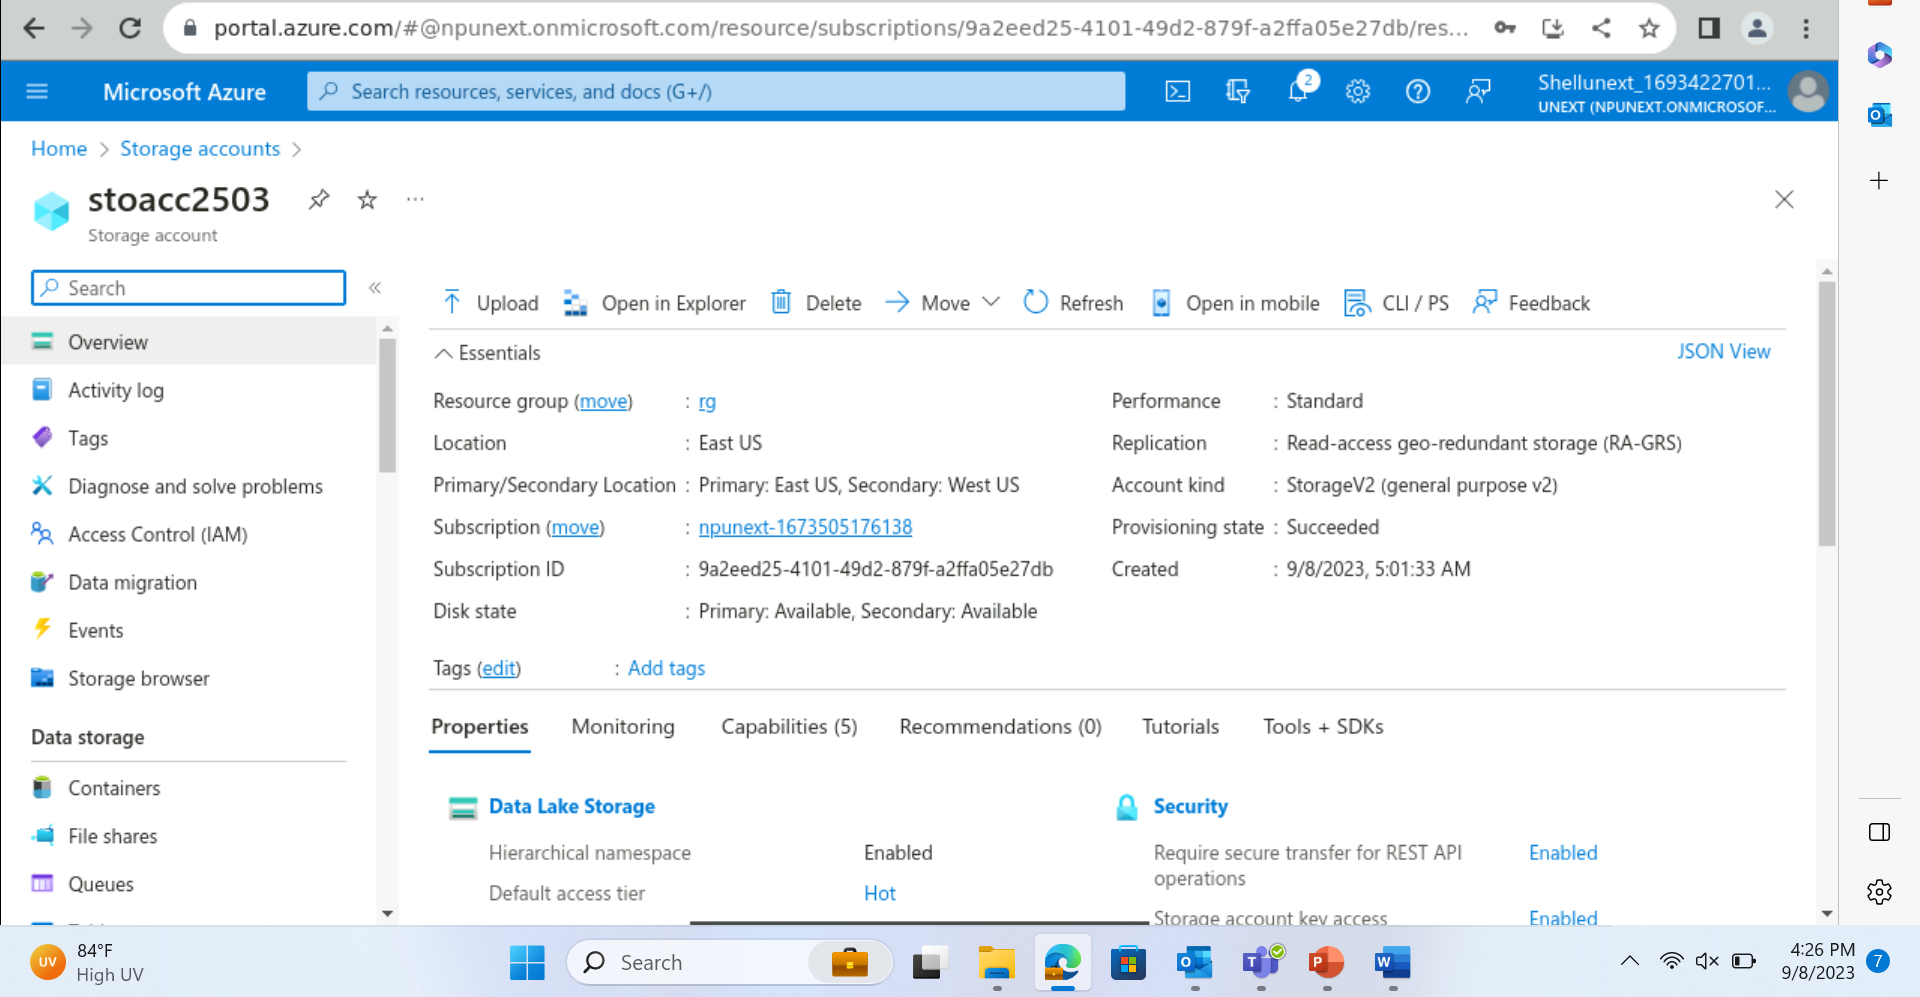 portal.azure.com/#@npunext.onmicrosoft.com/resource/subscriptions/9a2eed25-4101-49d2-879f-a2ffa05e27db/res...
Microsoft Azure
Search resources, services, and docs (G+/)
2
Shellunext_1693422701...
UNEXT (NPUNEXT.ONMICROSOF...
Home > Storage accounts >
stoacc2503
Storage account
Search
Overview
Activity log
Tags
Diagnose and solve problems
Access Control (IAM)
Data migration
Events
Storage browser
Data storage
Containers
File shares
Queues
Upload Open in Explorer Delete Move Refresh Open in mobile CLI / PS Feedback
Essentials
JSON View
Resource group (move) : rg
Location : East US
Primary/Secondary Location : Primary: East US, Secondary: West US
Subscription (move) : npunext-1673505176138
Subscription ID : 9a2eed25-4101-49d2-879f-a2ffa05e27db
Disk state : Primary: Available, Secondary: Available
Performance : Standard
Replication : Read-access geo-redundant storage (RA-GRS)
Account kind : StorageV2 (general purpose v2)
Provisioning state : Succeeded
Created : 9/8/2023, 5:01:33 AM
Tags (edit) : Add tags
Properties Monitoring Capabilities (5) Recommendations (0) Tutorials Tools + SDKs
Data Lake Storage
Hierarchical namespace Enabled
Default access tier Hot
Security
Require secure transfer for REST API Enabled
operations
Storage account key access Enabled
UV
84°F
High UV
Search
4:26 PM
9/8/2023
7